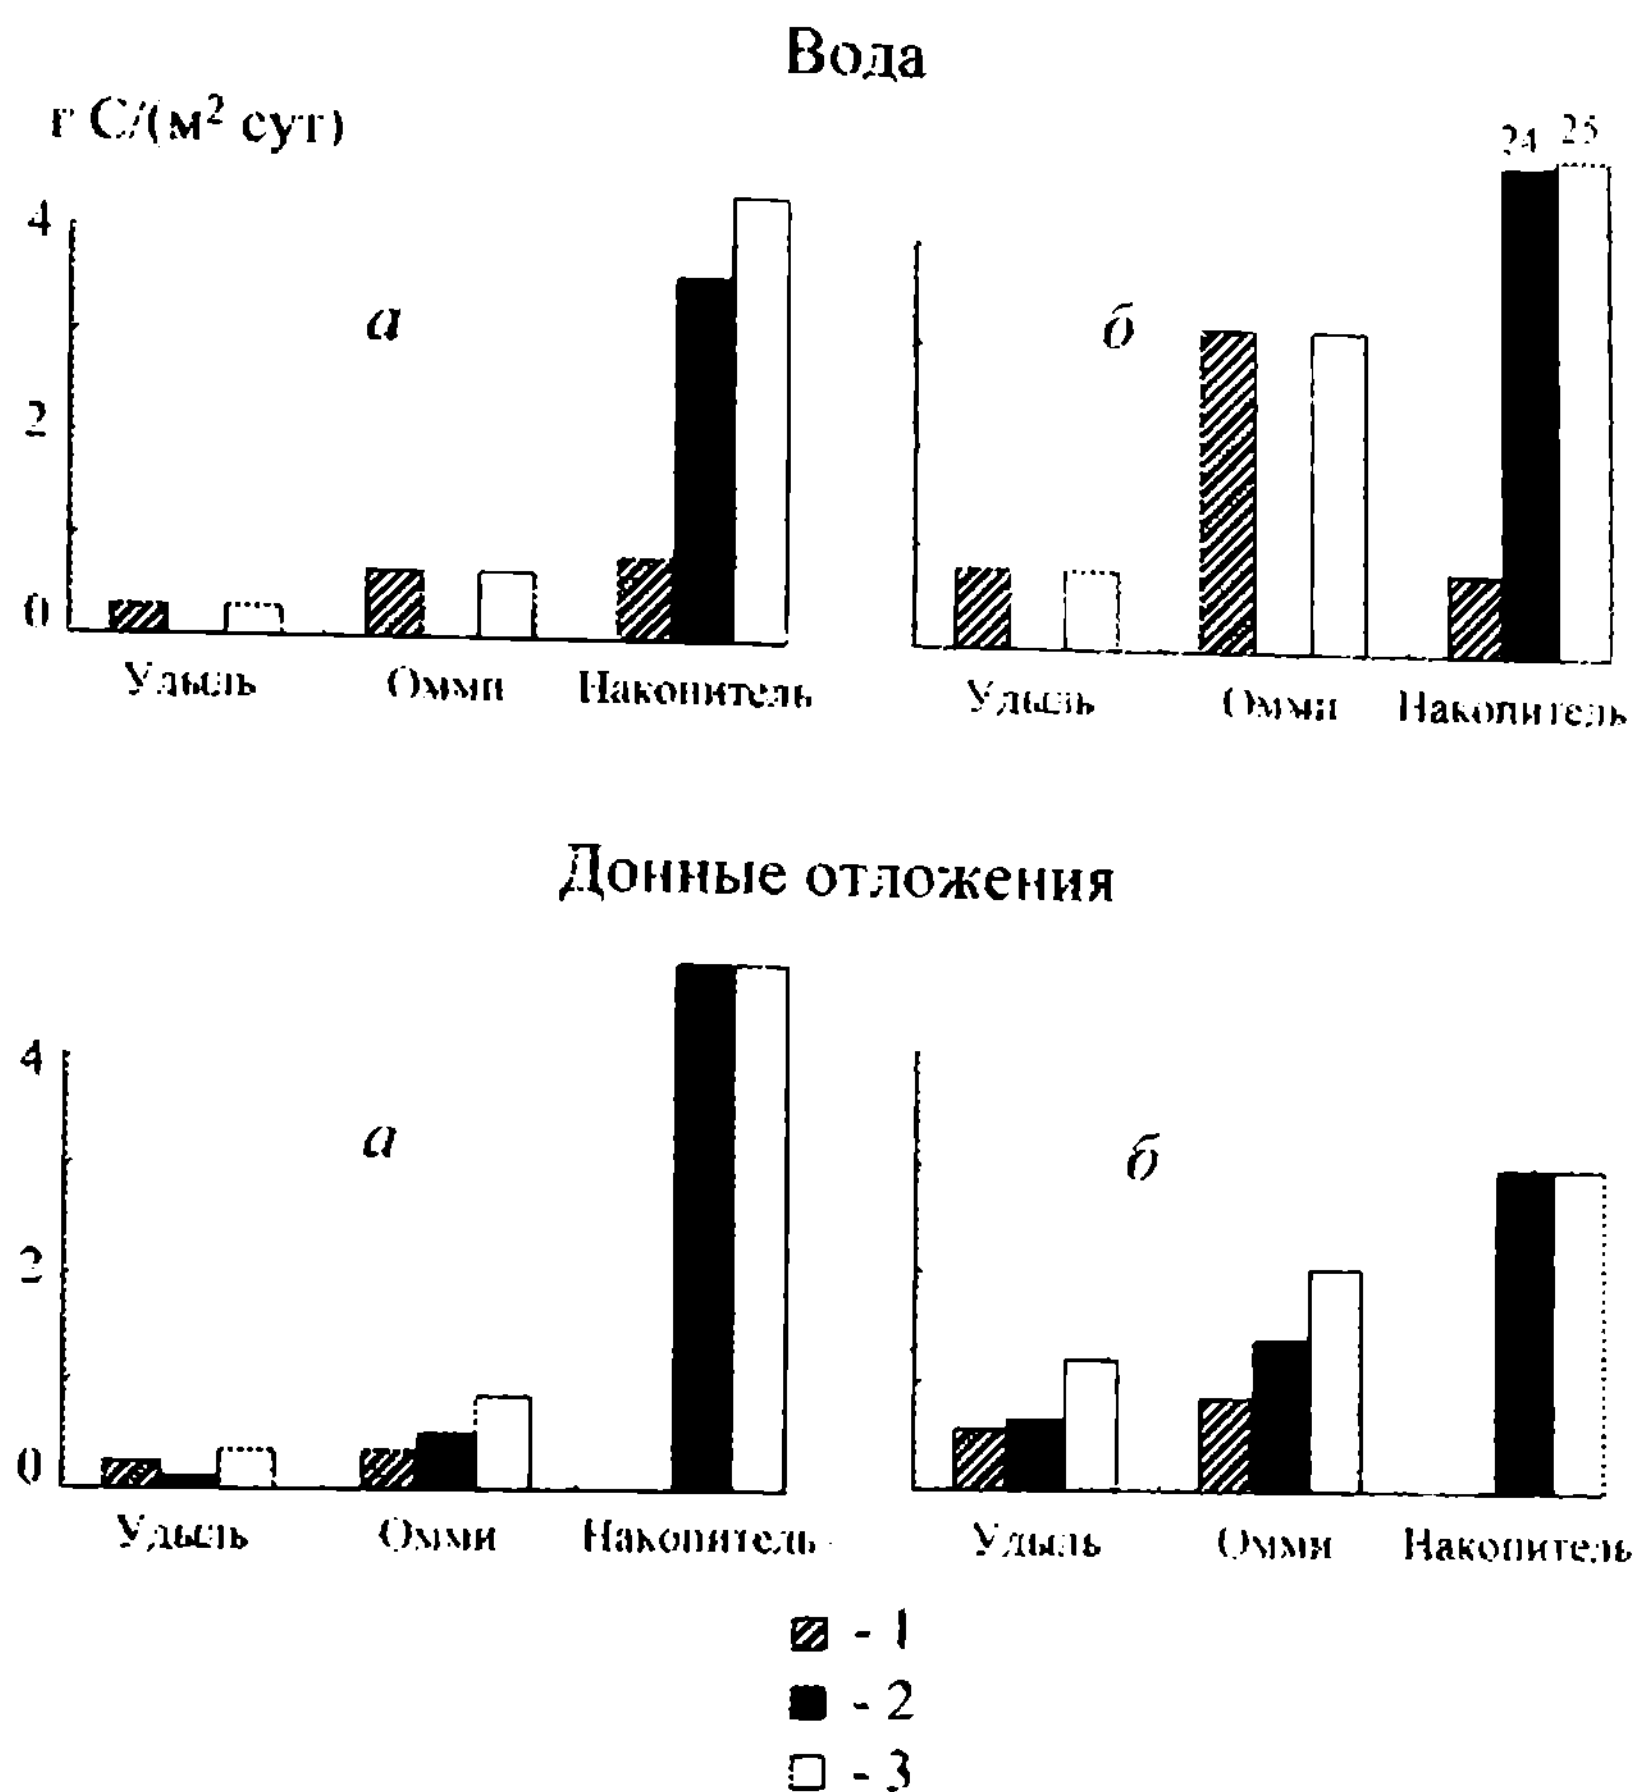 Вода
г С/(м² сут)
4
2
0
а
Удыль Омми Накопитель
24 25
б
Удыль Омми Накопитель
Донные отложения
4
2
0
а
Удыль Омми Накопитель
б
Удыль Омми Накопитель
- 1
- 2
- 3